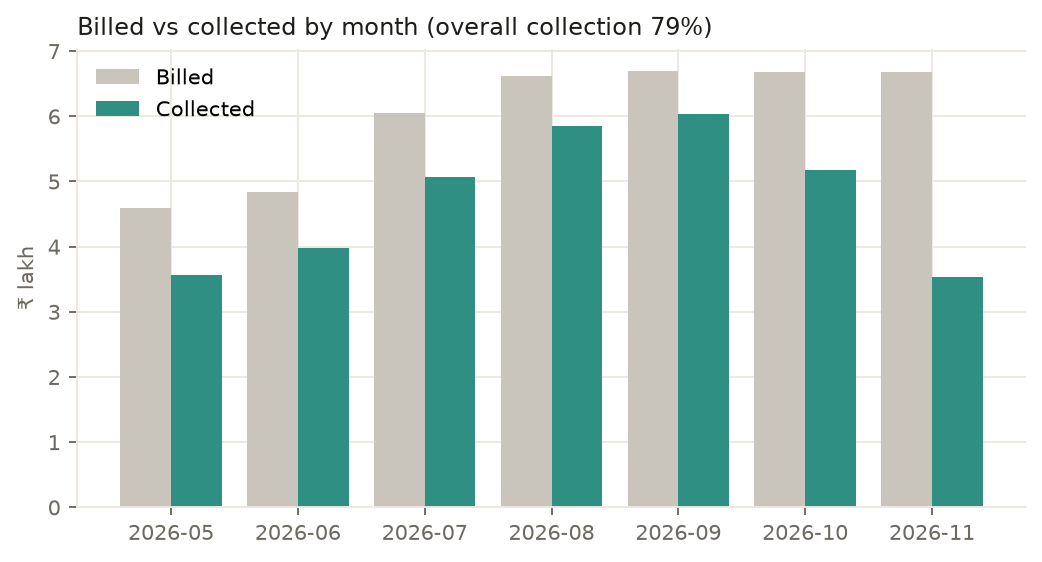 Billed vs collected by month (overall collection 79%)
Billed
Collected
₹ lakh
7
6
5
4
3
2
1
0
2026-05 2026-06 2026-07 2026-08 2026-09 2026-10 2026-11